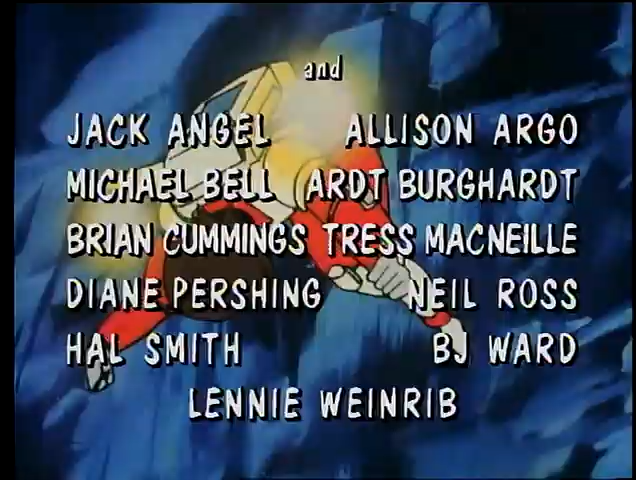 and
JACK ANGEL ALLISON ARGO
MICHAEL BELL ARDT BURGHARDT
BRIAN CUMMINGS TRESS MACNEILLE
DIANE PERSHING NEIL ROSS
HAL SMITH BJ WARD
LENNIE WEINRIB